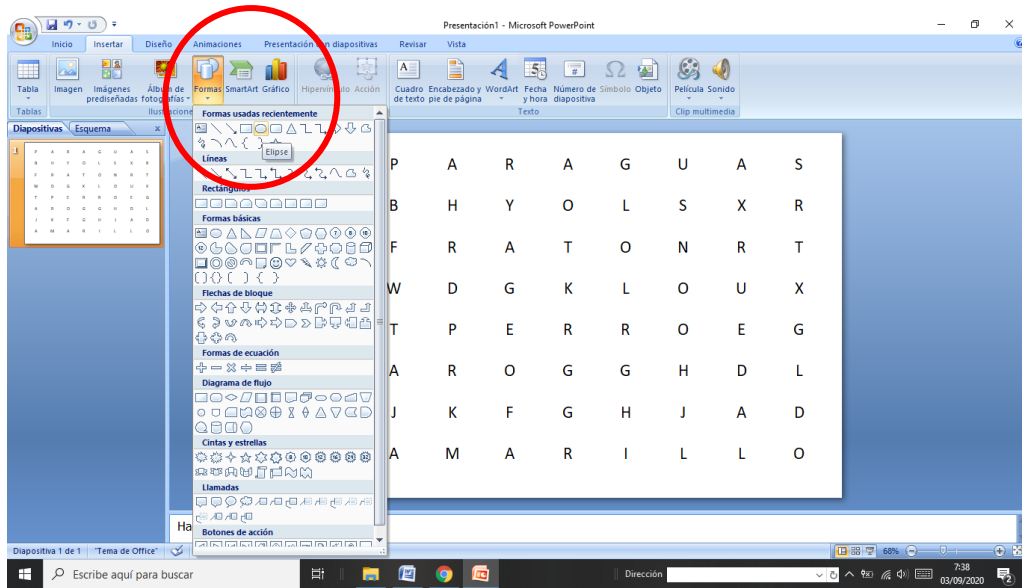 Presentación1 - Microsoft PowerPoint
Inicio Insertar Diseño Animaciones Presentación con diapositivas Revisar Vista
Tabla Imagen Imágenes prediseñadas Álbum de fotografías Formas SmartArt Gráfico Hipervínculo Acción Cuadro de texto Encabezado y pie de página WordArt Fecha y hora Número de diapositiva Símbolo Objeto Película Sonido
Tablas Ilustraciones Texto Clip multimedia
Diapositivas Esquema
Formas usadas recientemente
Elipse
Líneas
Rectángulos
Formas básicas
Flechas de bloque
Formas de ecuación
Diagrama de flujo
Cintas y estrellas
Llamadas
Botones de acción
1
P A R A G U A S
B H Y O L S X R
F R A T O N R T
W D G K L O U X
T P E R R O E G
A R O G G H D L
J K F G H J A D
A M A R I L L O
Ha
Diapositiva 1 de 1 "Tema de Office" 68%
Escribe aquí para buscar
Dirección
7:38
03/09/2020